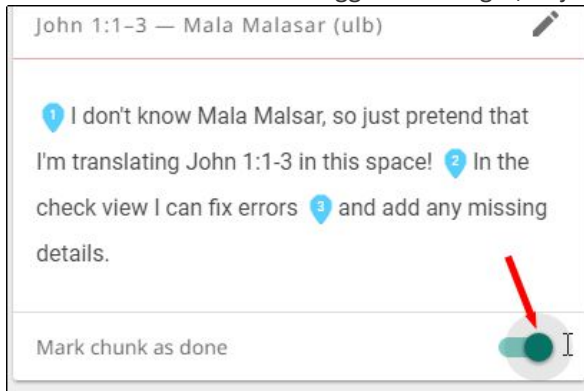 John 1:1–3 — Mala Malasar (ulb)
1 I don't know Mala Malsar, so just pretend that
I'm translating John 1:1-3 in this space! 2 In the
check view I can fix errors 3 and add any missing
details.
Mark chunk as done